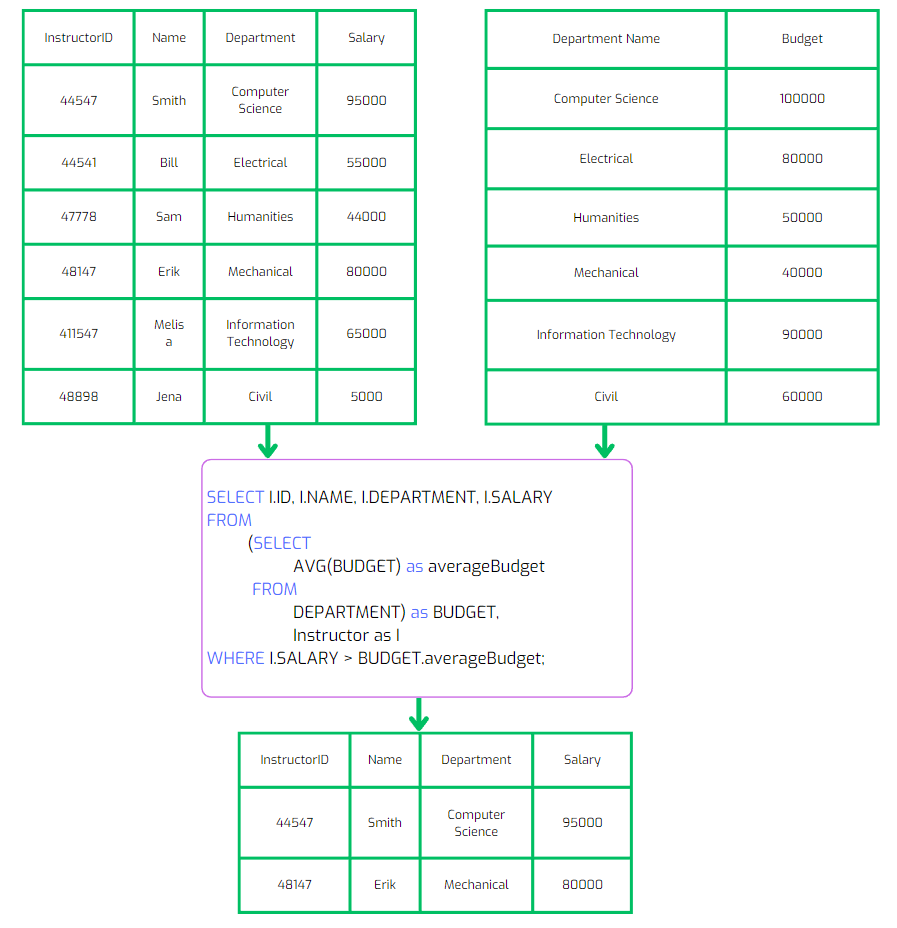 InstructorID Name Department Salary
44547 Smith Computer
Science 95000
44541 Bill Electrical 55000
47778 Sam Humanities 44000
48147 Erik Mechanical 80000
411547 Melis
a Information
Technology 65000
48898 Jena Civil 5000
Department Name Budget
Computer Science 100000
Electrical 80000
Humanities 50000
Mechanical 40000
Information Technology 90000
Civil 60000
SELECT I.ID, I.NAME, I.DEPARTMENT, I.SALARY
FROM
(SELECT
AVG(BUDGET) as averageBudget
FROM
DEPARTMENT) as BUDGET,
Instructor as I
WHERE I.SALARY > BUDGET.averageBudget;
InstructorID Name Department Salary
44547 Smith Computer
Science 95000
48147 Erik Mechanical 80000